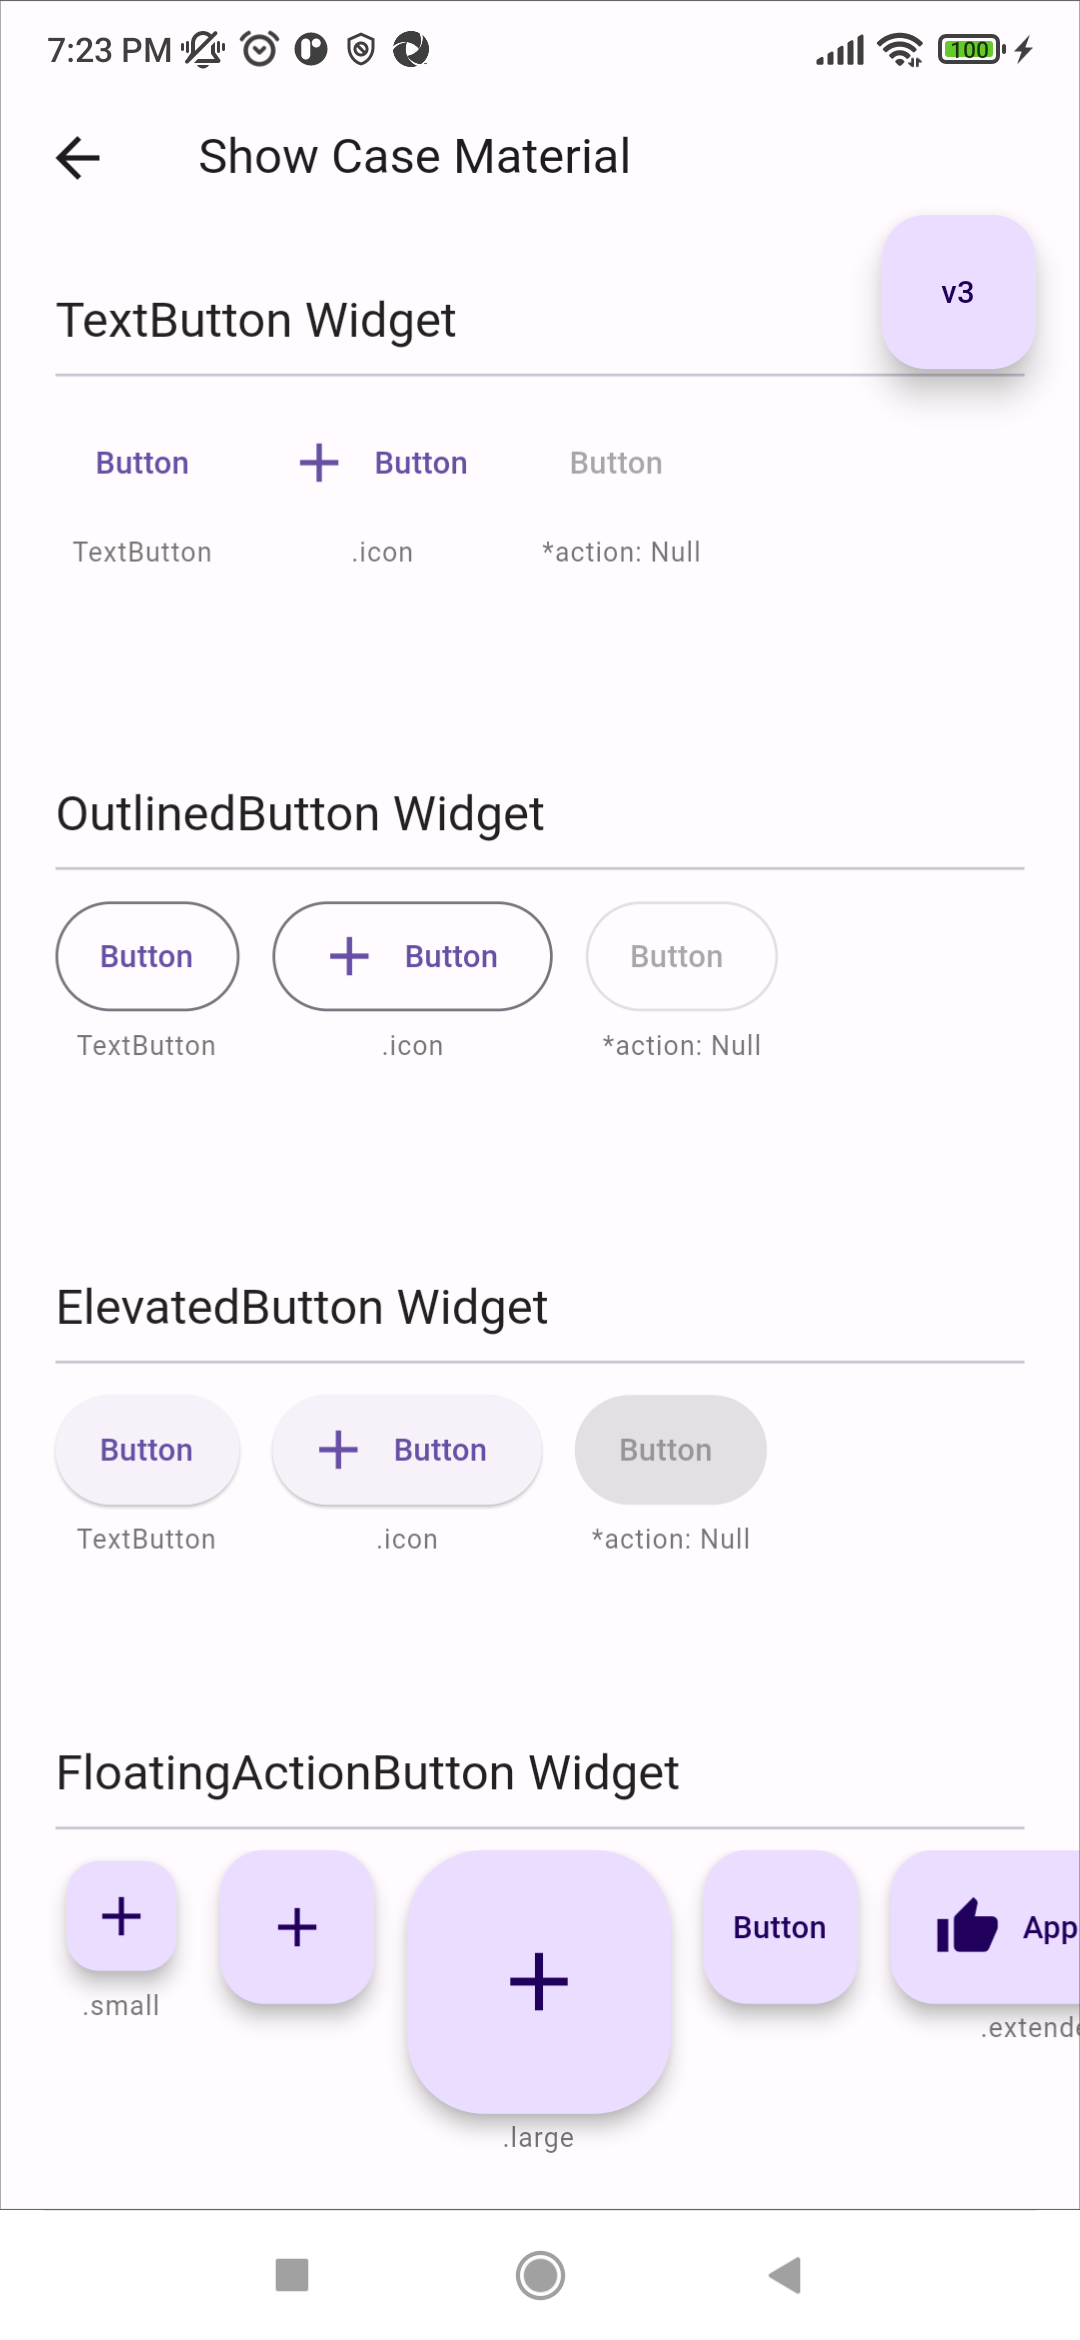 7:23 PM
100
Show Case Material
v3
TextButton Widget
Button
Button
Button
TextButton
.icon
*action: Null
OutlinedButton Widget
Button
Button
Button
TextButton
.icon
*action: Null
ElevatedButton Widget
Button
Button
Button
TextButton
.icon
*action: Null
FloatingActionButton Widget
Button
App
.small
.extende
.large